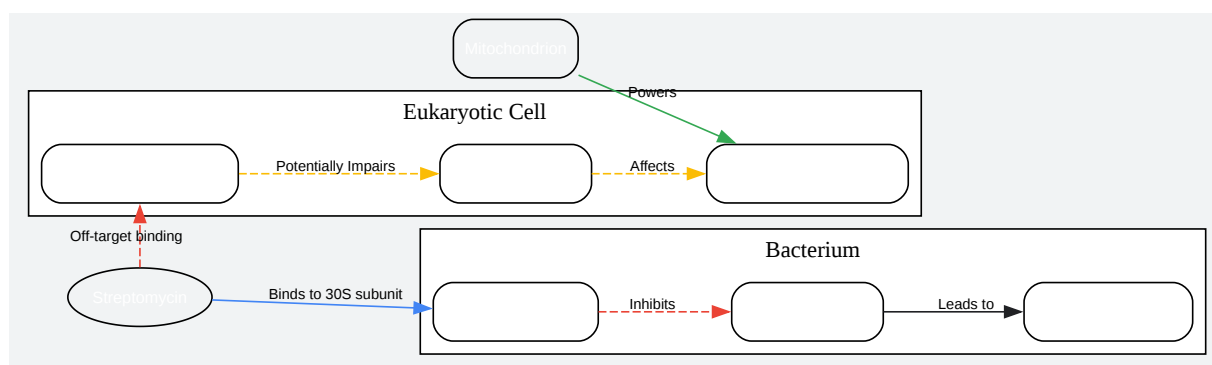 Mitochondrion
Powers
Eukaryotic Cell
Potentially Impairs
Affects
Off-target binding
Bacterium
Streptomycin
Binds to 30S subunit
Inhibits
Leads to